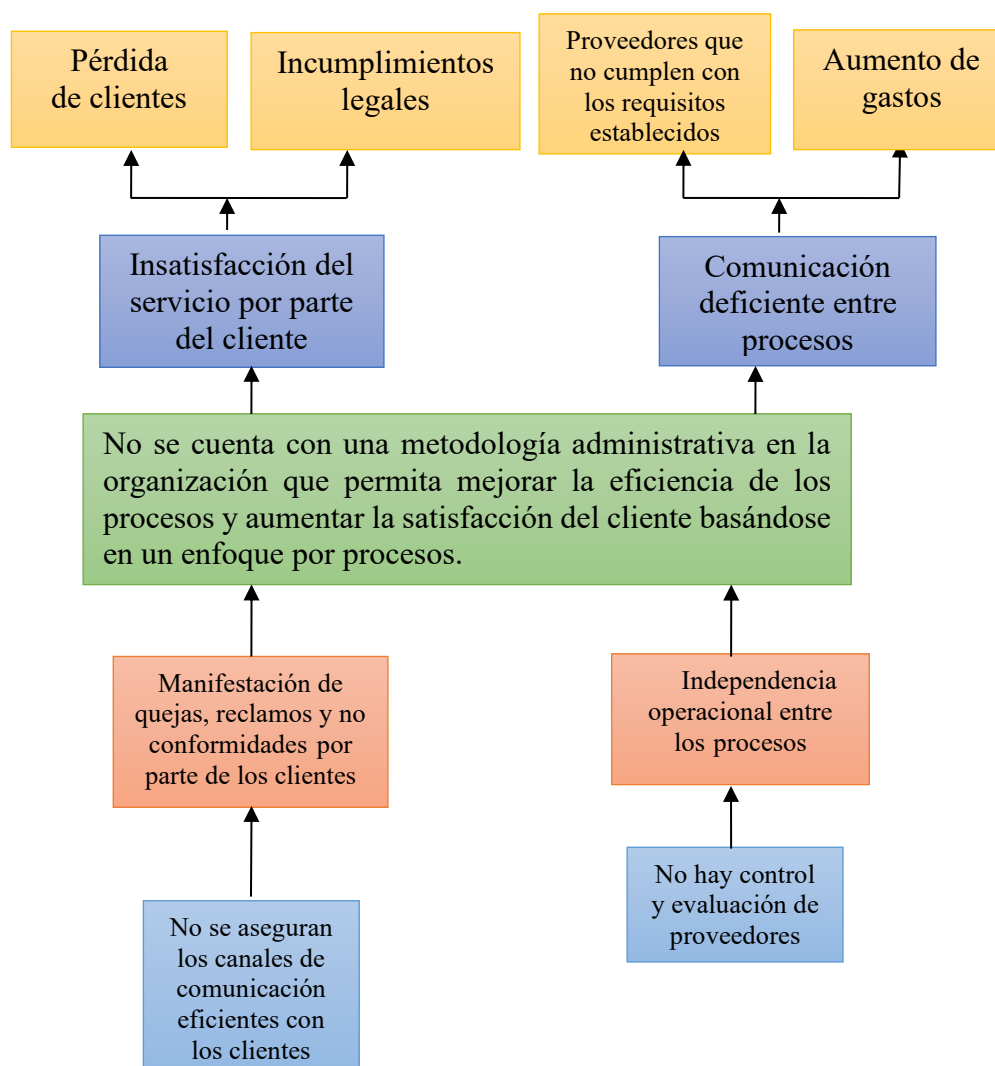 Pérdida
de clientes
Incumplimientos
legales
Proveedores que
no cumplen con
los requisitos
establecidos
Aumento de
gastos
Insatisfacción del
servicio por parte
del cliente
Comunicación
deficiente entre
procesos
No se cuenta con una metodología administrativa en la
organización que permita mejorar la eficiencia de los
procesos y aumentar la satisfacción del cliente basándose
en un enfoque por procesos.
Manifestación de
quejas, reclamos y no
conformidades por
parte de los clientes
Independencia
operacional entre
los procesos
No se aseguran
los canales de
comunicación
eficientes con
los clientes
No hay control
y evaluación de
proveedores